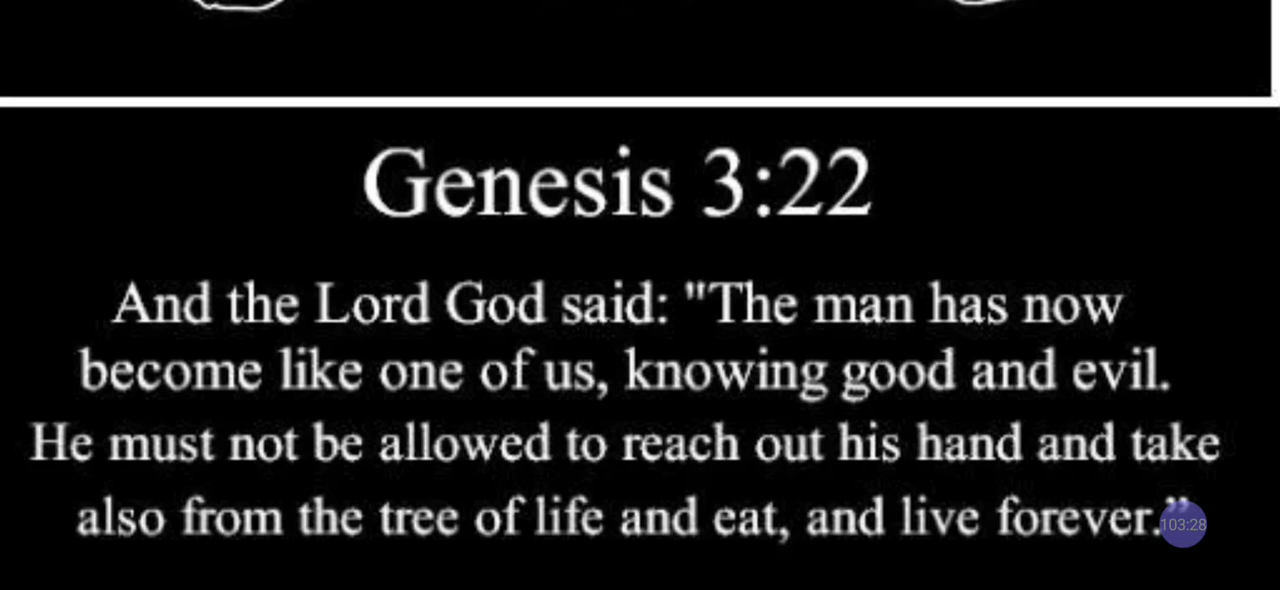 Genesis 3:22
And the Lord God said: "The man has now
become like one of us, knowing good and evil.
He must not be allowed to reach out his hand and take
also from the tree of life and eat, and live forever.”
103:28